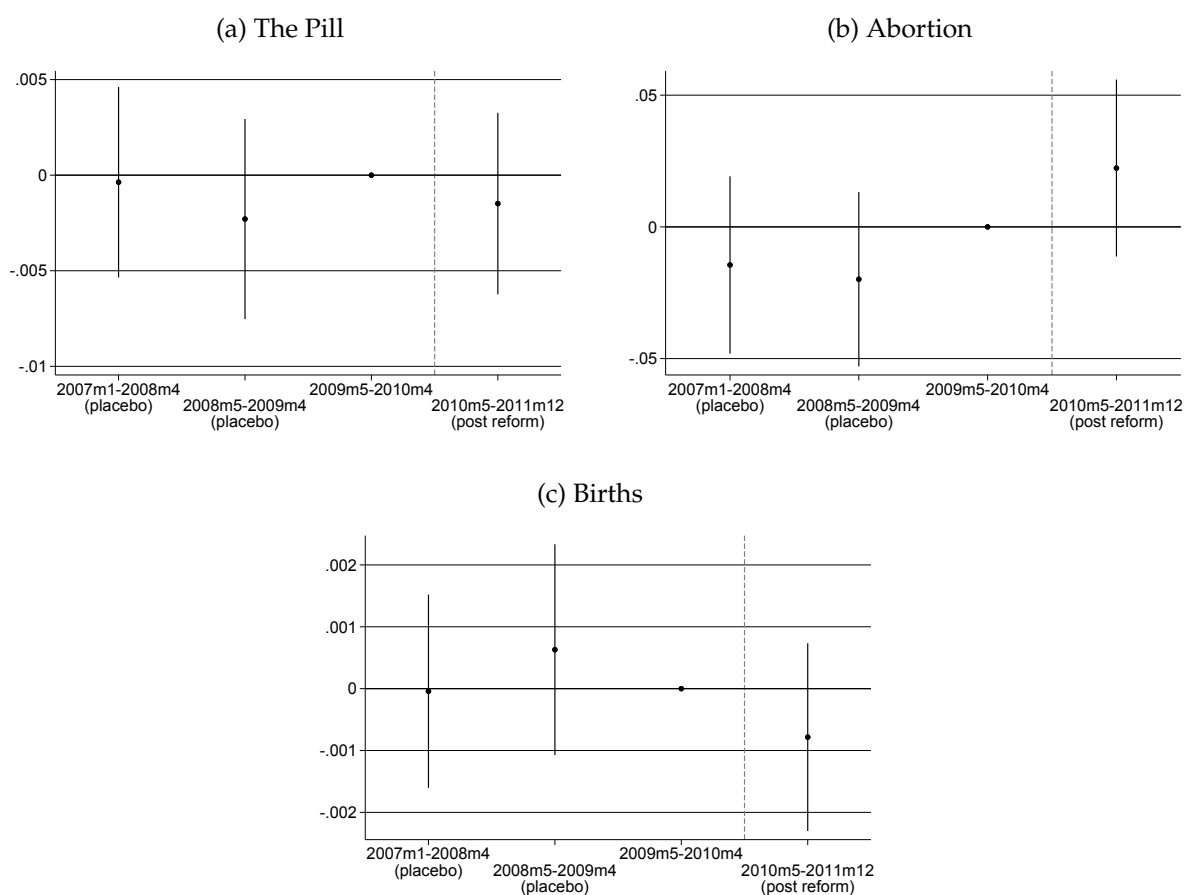 (a) The Pill
.005
0
-.005
-.01
2007m1-2008m4
(placebo)
2008m5-2009m4
(placebo)
2009m5-2010m4
2010m5-2011m12
(post reform)
(b) Abortion
.05
0
-.05
2007m1-2008m4
(placebo)
2008m5-2009m4
(placebo)
2009m5-2010m4
2010m5-2011m12
(post reform)
(c) Births
.002
.001
0
-.001
-.002
2007m1-2008m4
(placebo)
2008m5-2009m4
(placebo)
2009m5-2010m4
2010m5-2011m12
(post reform)